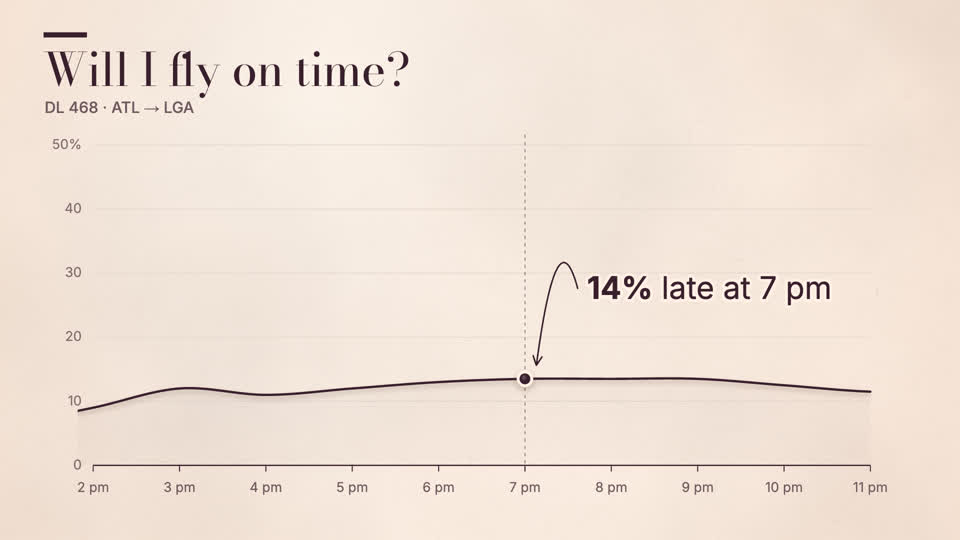 Will I fly on time?
DL 468 · ATL → LGA
50%
40
30
20
10
0
14% late at 7 pm
2 pm 3 pm 4 pm 5 pm 6 pm 7 pm 8 pm 9 pm 10 pm 11 pm